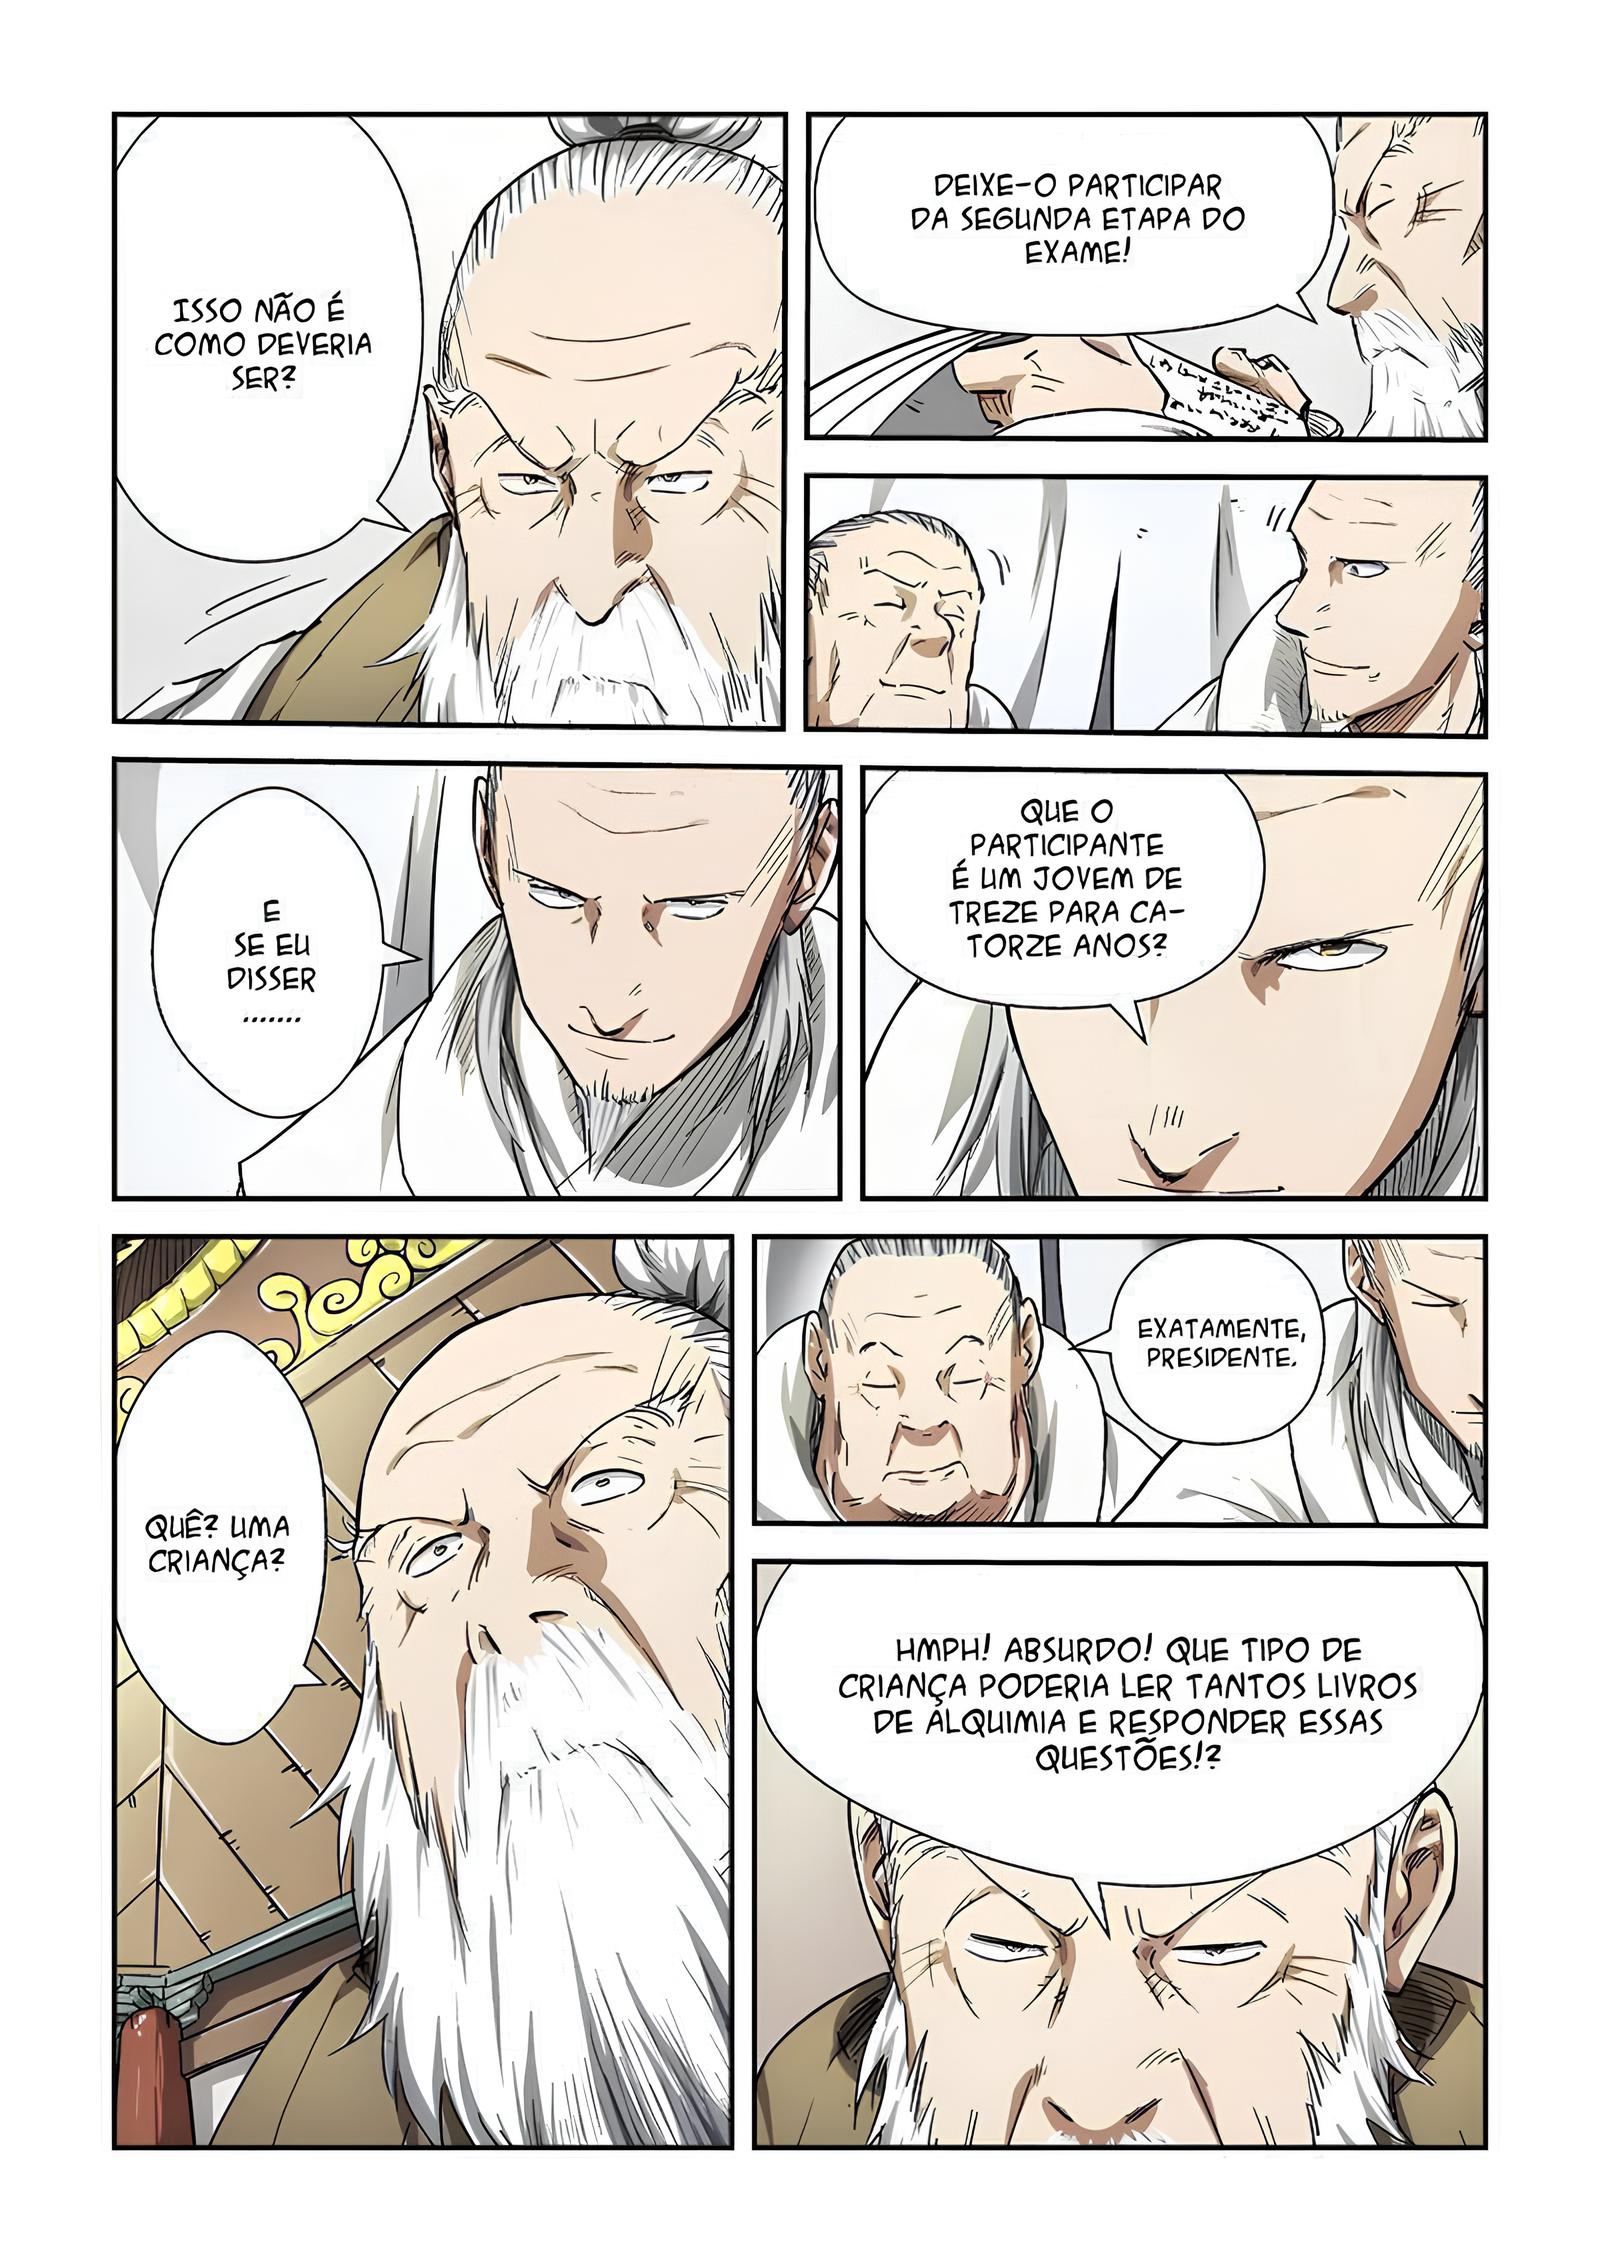 ISSO NÃO É
COMO DEVERIA
SER?
DEIXE-O PARTICIPAR
DA SEGUNDA ETAPA DO
EXAME!
E
SE EU
DISSER
.......
QUE O
PARTICIPANTE
É UM JOVEM DE
TREZE PARA CA-
TORZE ANOS?
QUÊ? UMA
CRIANÇA?
EXATAMENTE,
PRESIDENTE.
HMPH! ABSURDO! QUE TIPO DE
CRIANÇA PODERIA LER TANTOS LIVROS
DE ALQUIMIA E RESPONDER ESSAS
QUESTÕES!?